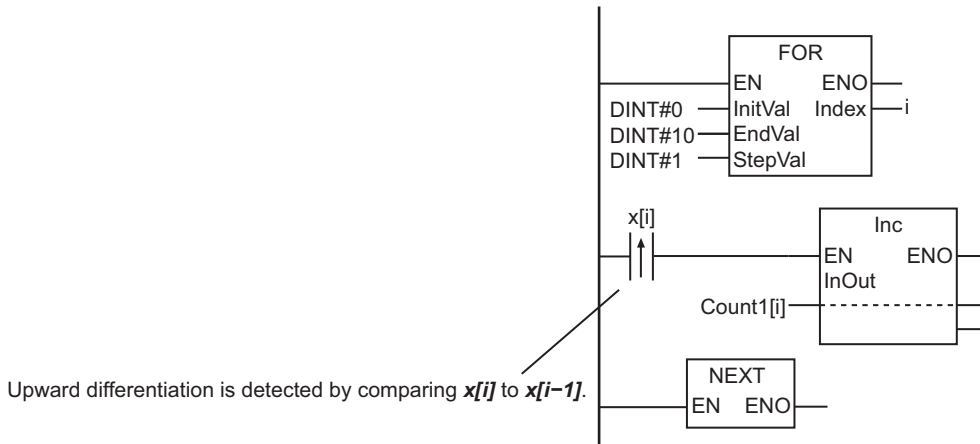 FOR
EN ENO
DINT#0 InitVal Index i
DINT#10 EndVal
DINT#1 StepVal
x[i]
Inc
EN ENO
InOut
Count1[i]
Upward differentiation is detected by comparing x[i] to x[i−1].
NEXT
EN ENO